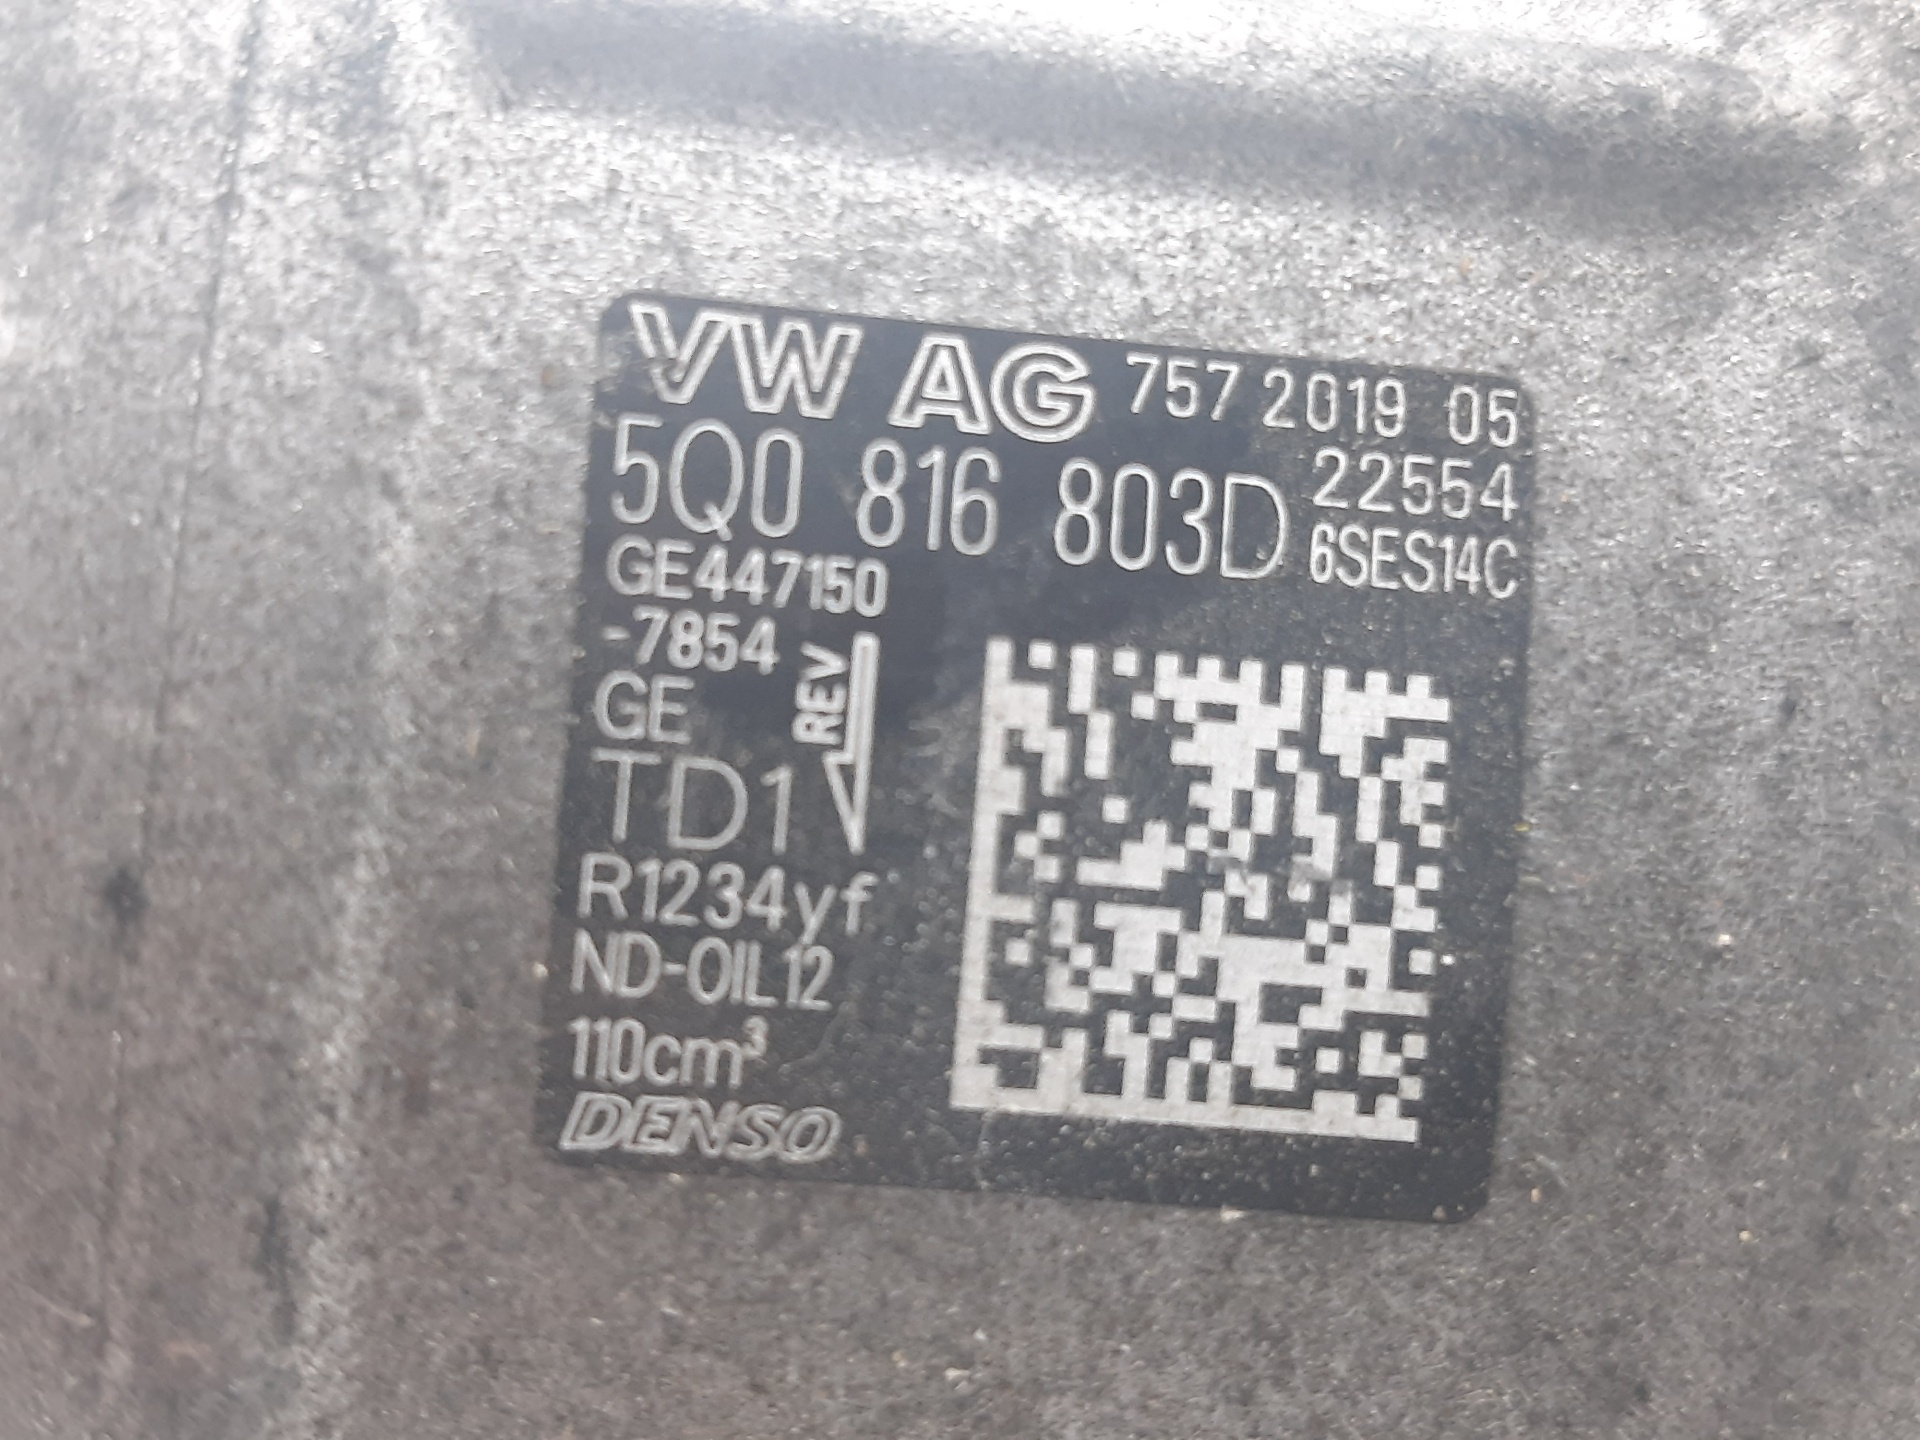 VW AG 757 2019 05
5Q0 816 803D 22554
6SES14C
GE447150
-7854
GE
TD1
REV
R1234yf
ND-OIL12
110cm³
DENSO